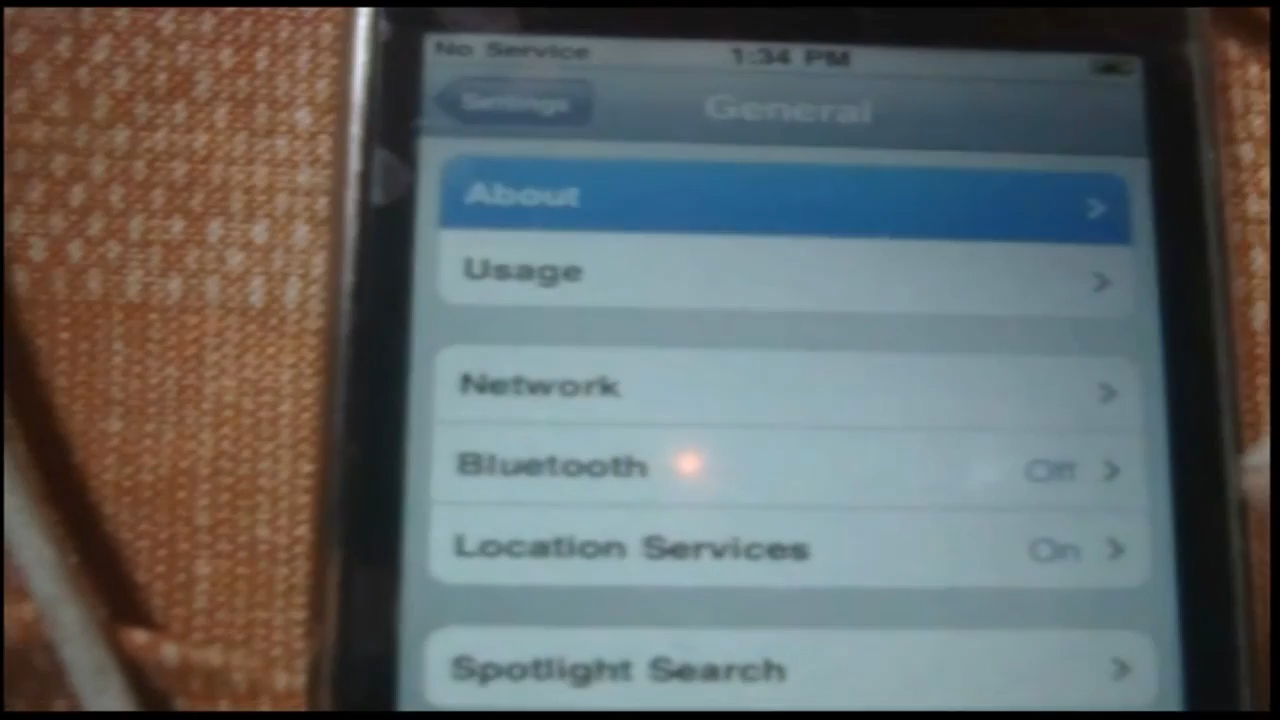 No Service 1:34 PM
Settings General
About
Usage
Network
Bluetooth Off
Location Services On
Spotlight Search